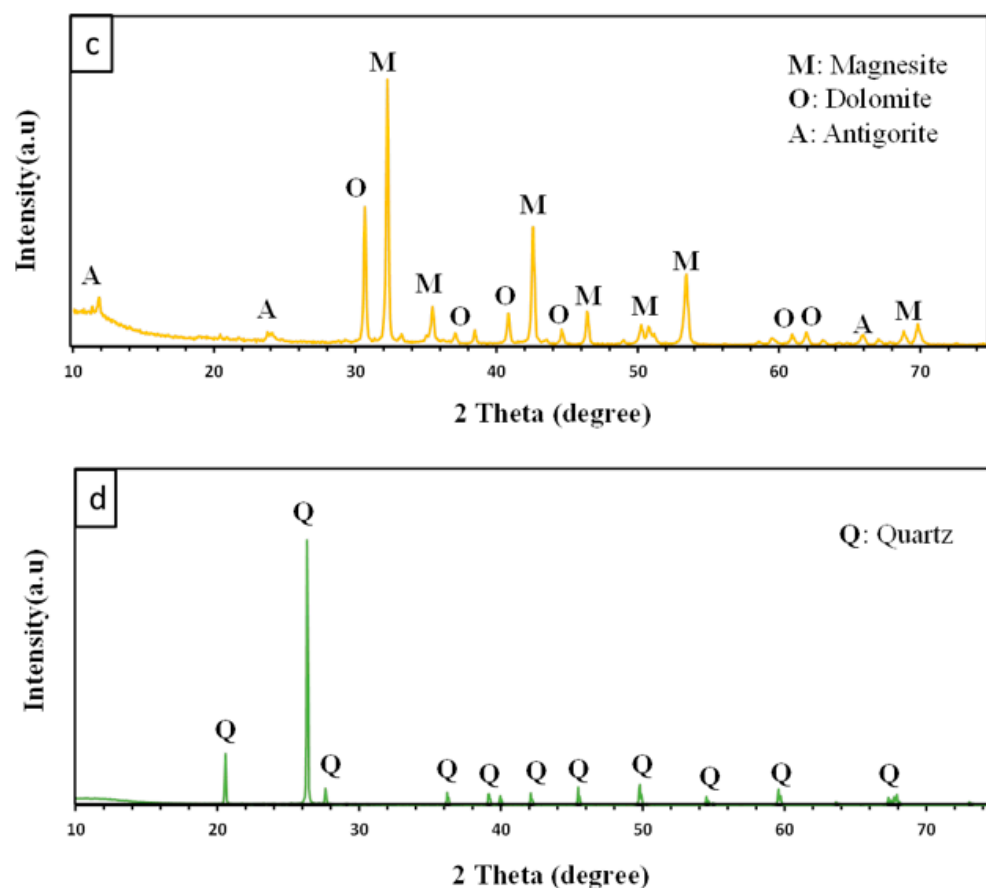 c
M
M: Magnesite
O: Dolomite
A: Antigorite
Intensity(a.u)
O
M
A
M
O
O
M
M
A
O
O
O
A
M
10 20 30 40 50 60 70
2 Theta (degree)
d
Q
Q: Quartz
Intensity(a.u)
Q
Q
Q
Q
Q
Q
Q
Q
Q
Q
10 20 30 40 50 60 70
2 Theta (degree)